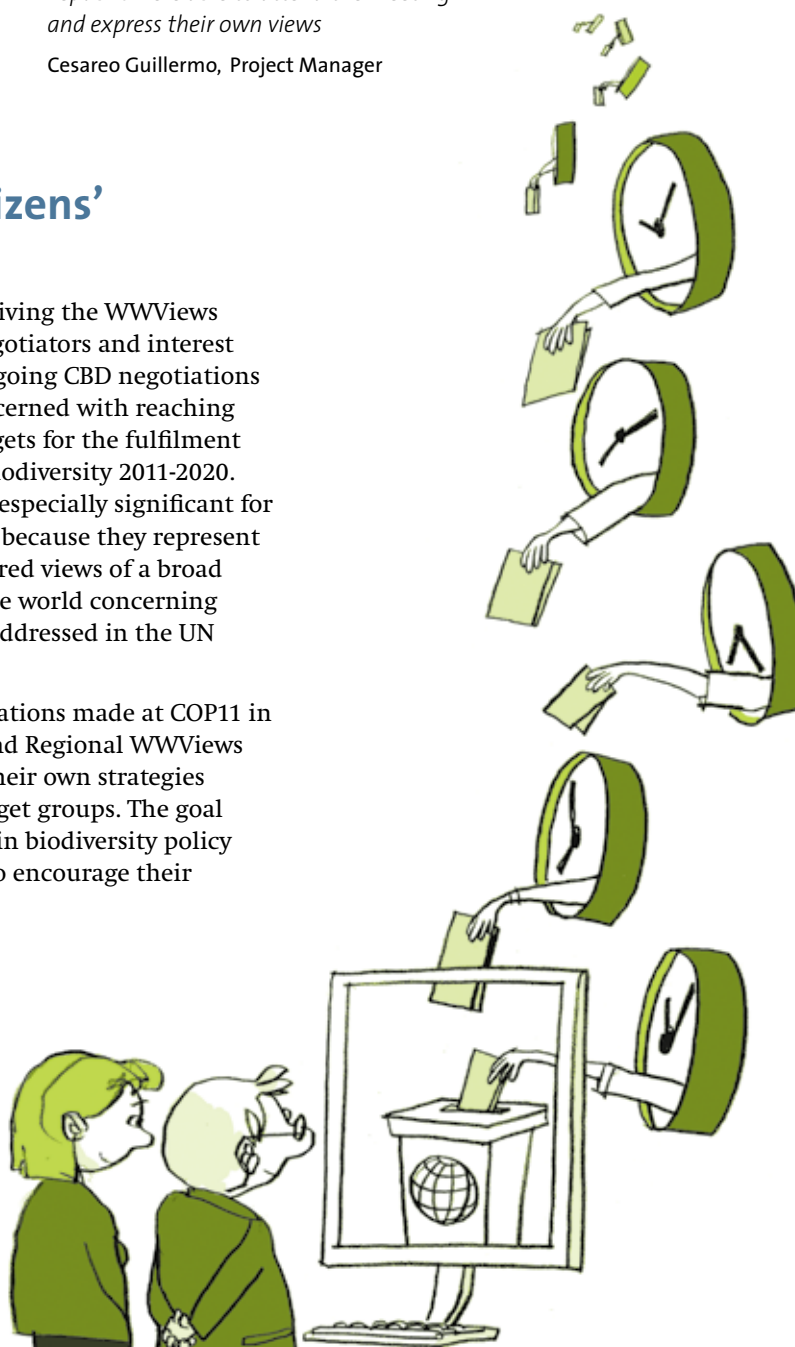 and express their own views
Cesareo Guillermo, Project Manager
izens’
iving the WWViews
gotiators and interest
going CBD negotiations
cerned with reaching
gets for the fulfilment
iodiversity 2011-2020.
especially significant for
because they represent
red views of a broad
e world concerning
ddressed in the UN
ations made at COP11 in
nd Regional WWViews
heir own strategies
get groups. The goal
in biodiversity policy
o encourage their